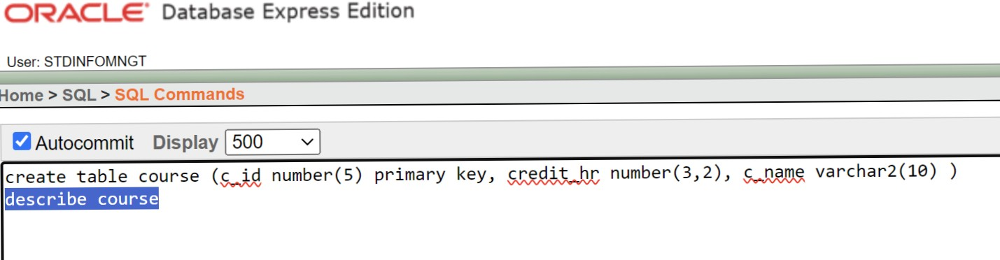 ORACLE Database Express Edition
User: STDINFOMNGT
Home > SQL > SQL Commands
Autocommit Display 500
create table course (c_id number(5) primary key, credit_hr number(3,2), c_name varchar2(10) )
describe course